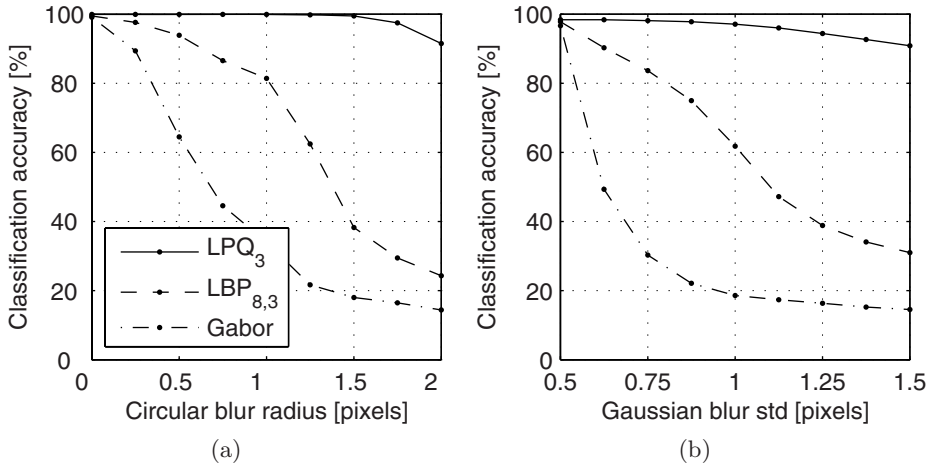 100
80
60
40
20
0
Classification accuracy [%]
LPQ3
LBP8,3
Gabor
0 0.5 1 1.5 2
Circular blur radius [pixels]
(a)
100
80
60
40
20
0
Classification accuracy [%]
0.5 0.75 1 1.25 1.5
Gaussian blur std [pixels]
(b)